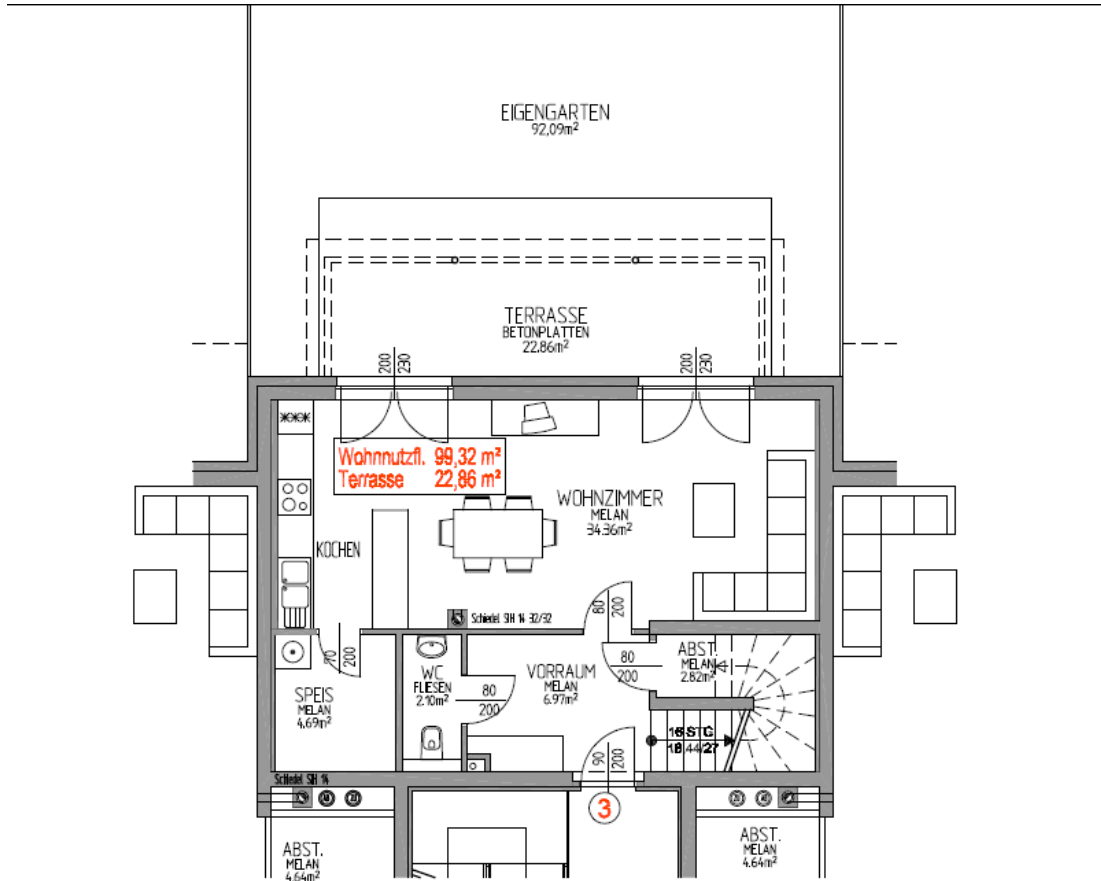 EIGENGARTEN
92,09m²
TERRASSE
BETONPLATTEN
22.86m²
200
230
200
230
***
Wohnnutzfl. 99,32 m²
Terrasse 22,86 m²
WOHNZIMMER
MELAN
34.36m²
KOCHEN
Schiedel SIH 14 32/32
80
200
70
200
80
200
ABST.
MELAN
2.82m²
WC
FLIESEN
2.10m²
80
200
VORRAUM
MELAN
6.97m²
SPEIS
MELAN
4.69m²
16 STG
18.44/27
90
200
Schiedel SIH 14
3
ABST.
MELAN
4.64m²
ABST.
MELAN
4.64m²